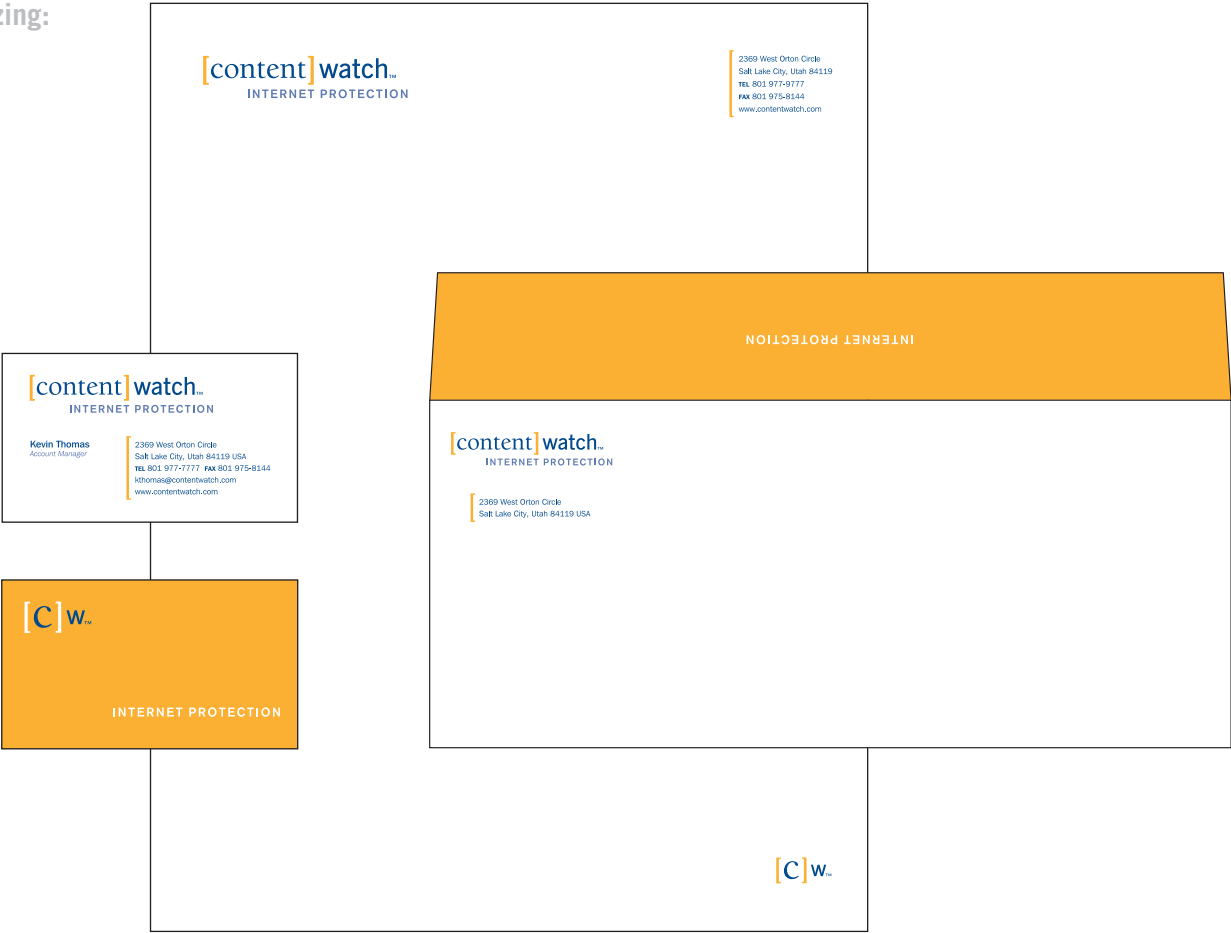 [content]watch™
INTERNET PROTECTION
2369 West Orton Circle
Salt Lake City, Utah 84119
TEL 801 977-9777
FAX 801 975-8144
www.contentwatch.com
INTERNET PROTECTION
[content]watch™
INTERNET PROTECTION
Kevin Thomas
Account Manager
2369 West Orton Circle
Salt Lake City, Utah 84119 USA
TEL 801 977-7777 FAX 801 975-8144
kthomas@contentwatch.com
www.contentwatch.com
[content]watch™
INTERNET PROTECTION
2369 West Orton Circle
Salt Lake City, Utah 84119 USA
[c]w™
INTERNET PROTECTION
[c]w™